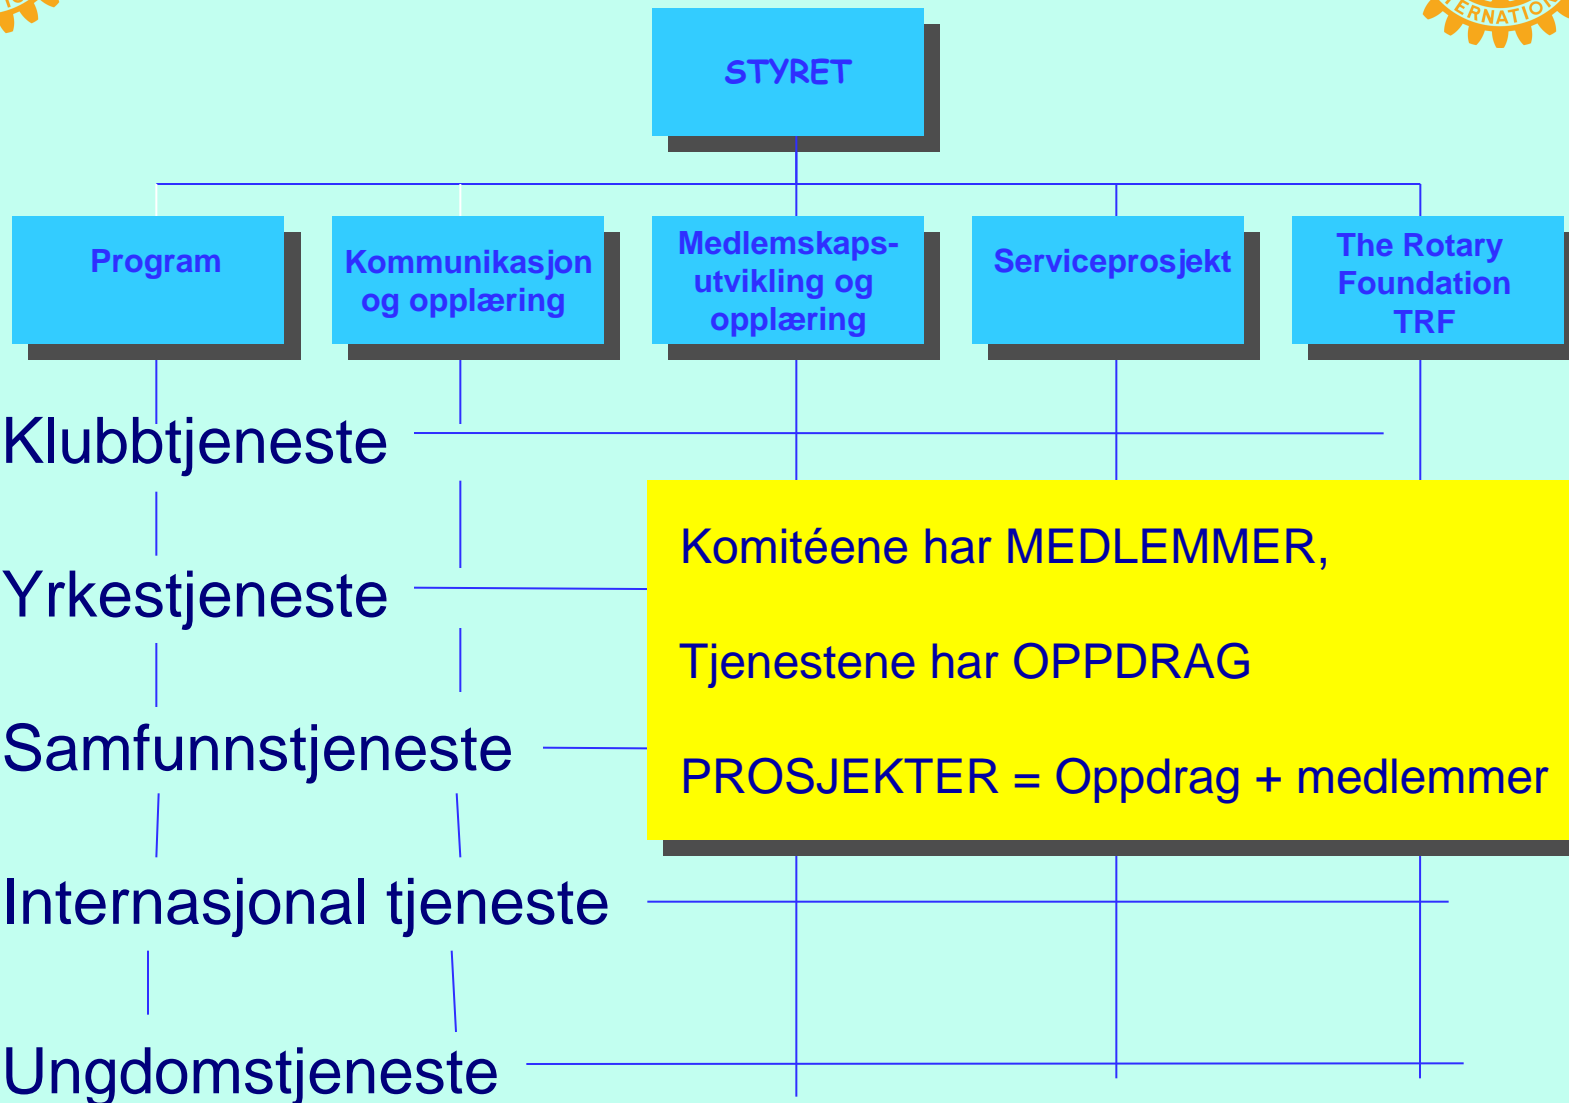 ERNATIO
STYRET
Program
Kommunikasjon
og opplæring
Medlemskaps-
utvikling og
opplæring
Serviceprosjekt
The Rotary
Foundation
TRF
Klubbtjeneste
Yrkestjeneste
Samfunnstjeneste
Internasjonal tjeneste
Ungdomstjeneste
Komitéene har MEDLEMMER,
Tjenestene har OPPDRAG
PROSJEKTER = Oppdrag + medlemmer